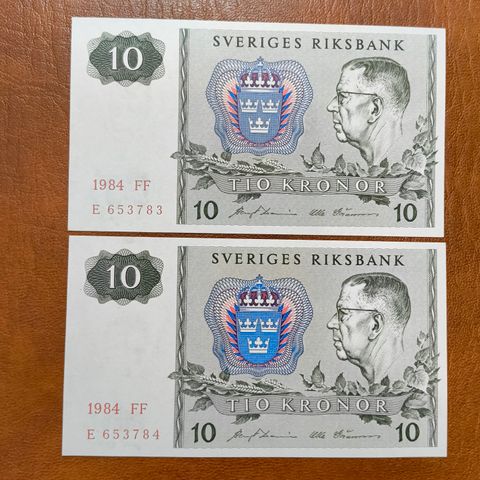 10
SVERIGES RIKSBANK
1984 FF
E 653783
TIO KRONOR
10
10
10
SVERIGES RIKSBANK
1984 FF
E 653784
TIO KRONOR
10
10